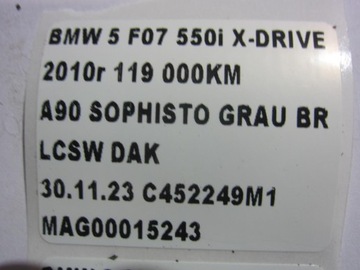 BMW 5 F07 550i X-DRIVE
2010r 119 000KM
A90 SOPHISTO GRAU BR
LCSW DAK
30.11.23 C452249M1
MAG00015243